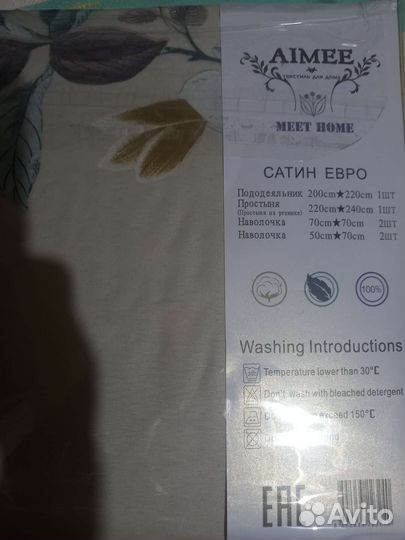 AIMEE
ТЕКСТИЛЬ ДЛЯ ДОМА
MEET HOME
САТИН ЕВРО
Пододеяльник 200cm★220cm 1ШТ
Простыня 220cm★240cm 1ШТ
(Простыня на резинке)
Наволочка 70cm★70cm 2ШТ
Наволочка 50cm★70cm 2ШТ
100%
Washing Introductions
Temperature lower than 30℃
Don't wash with bleached detergent
exceed 150℃
EAC
Avito